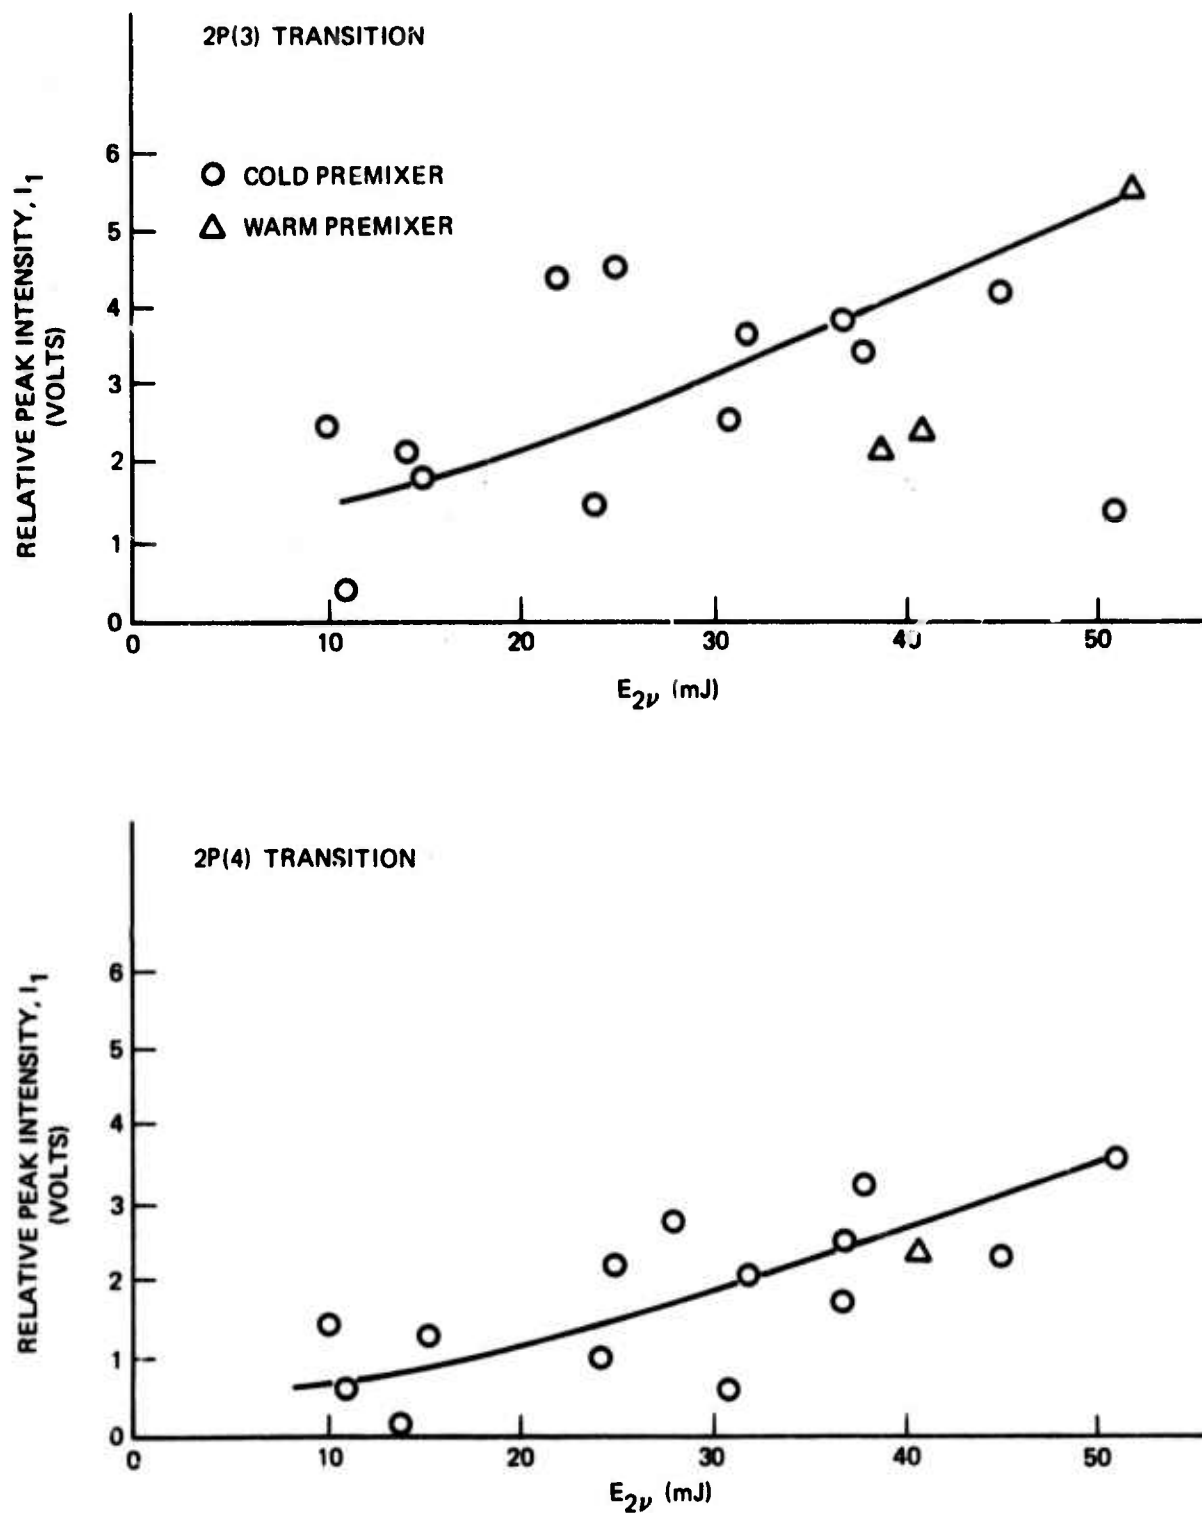 2P(3) TRANSITION
COLD PREMIXER
WARM PREMIXER
RELATIVE PEAK INTENSITY, I₁
(VOLTS)
6
5
4
3
2
1
0
0 10 20 30 40 50
E₂ν (mJ)
2P(4) TRANSITION
RELATIVE PEAK INTENSITY, I₁
(VOLTS)
6
5
4
3
2
1
0
0 10 20 30 40 50
E₂ν (mJ)